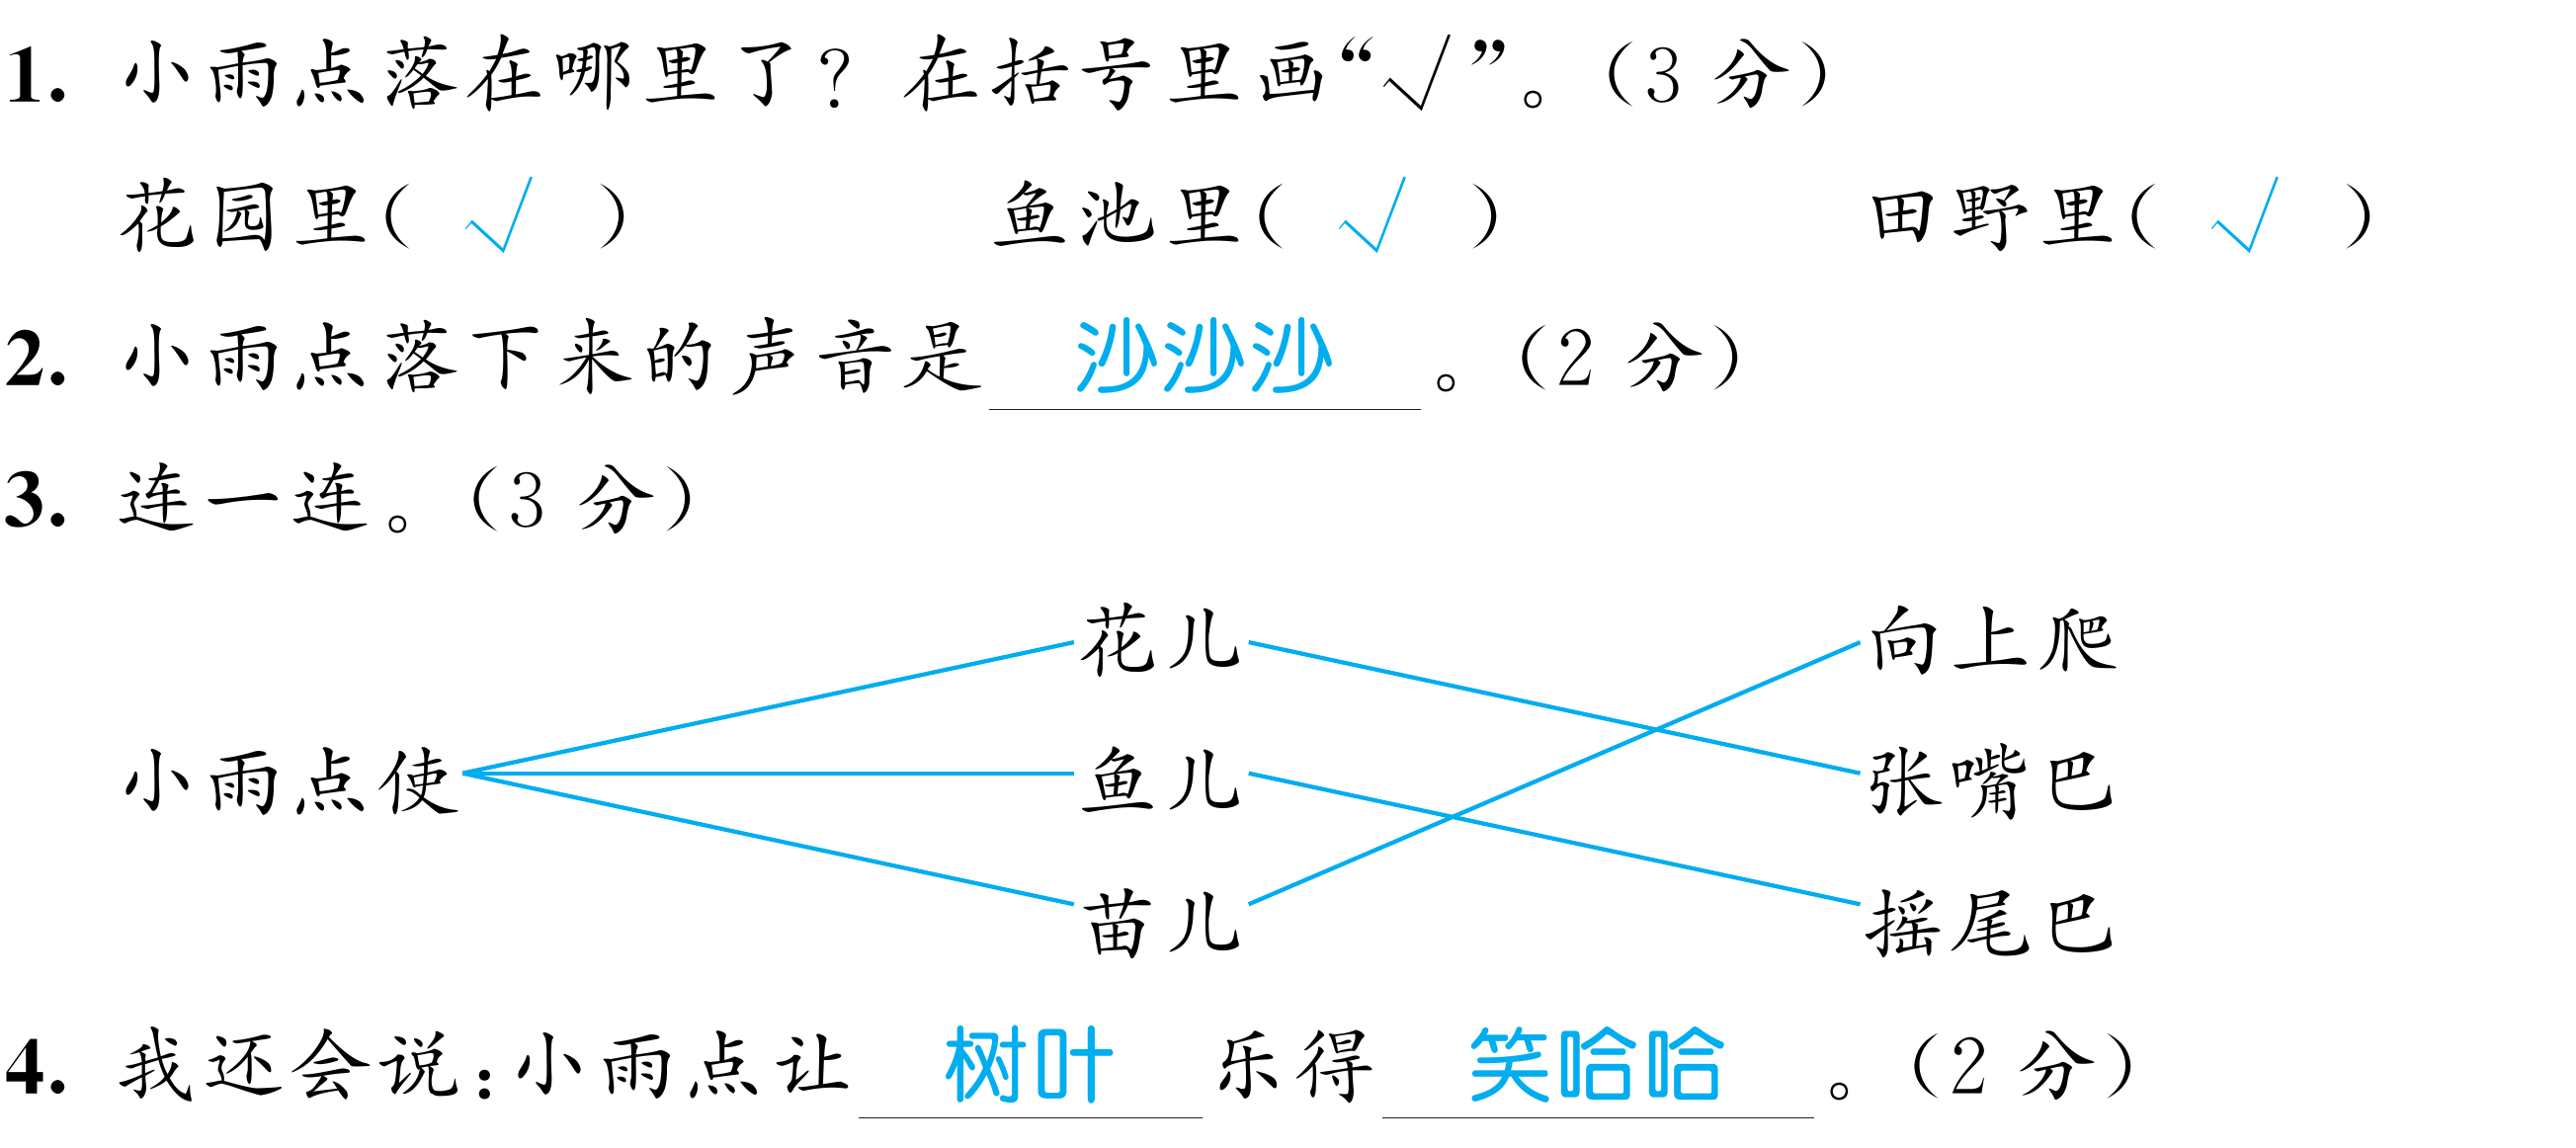 1. 小雨点落在哪里了？在括号里画“√”。（3 分）
花园里( √ ) 鱼池里( √ ) 田野里( √ )
2. 小雨点落下来的声音是 沙沙沙 。（2 分）
3. 连一连。（3 分）
花儿 向上爬
小雨点使 鱼儿 张嘴巴
苗儿 摇尾巴
4. 我还会说：小雨点让 树叶 乐得 笑哈哈 。（2 分）